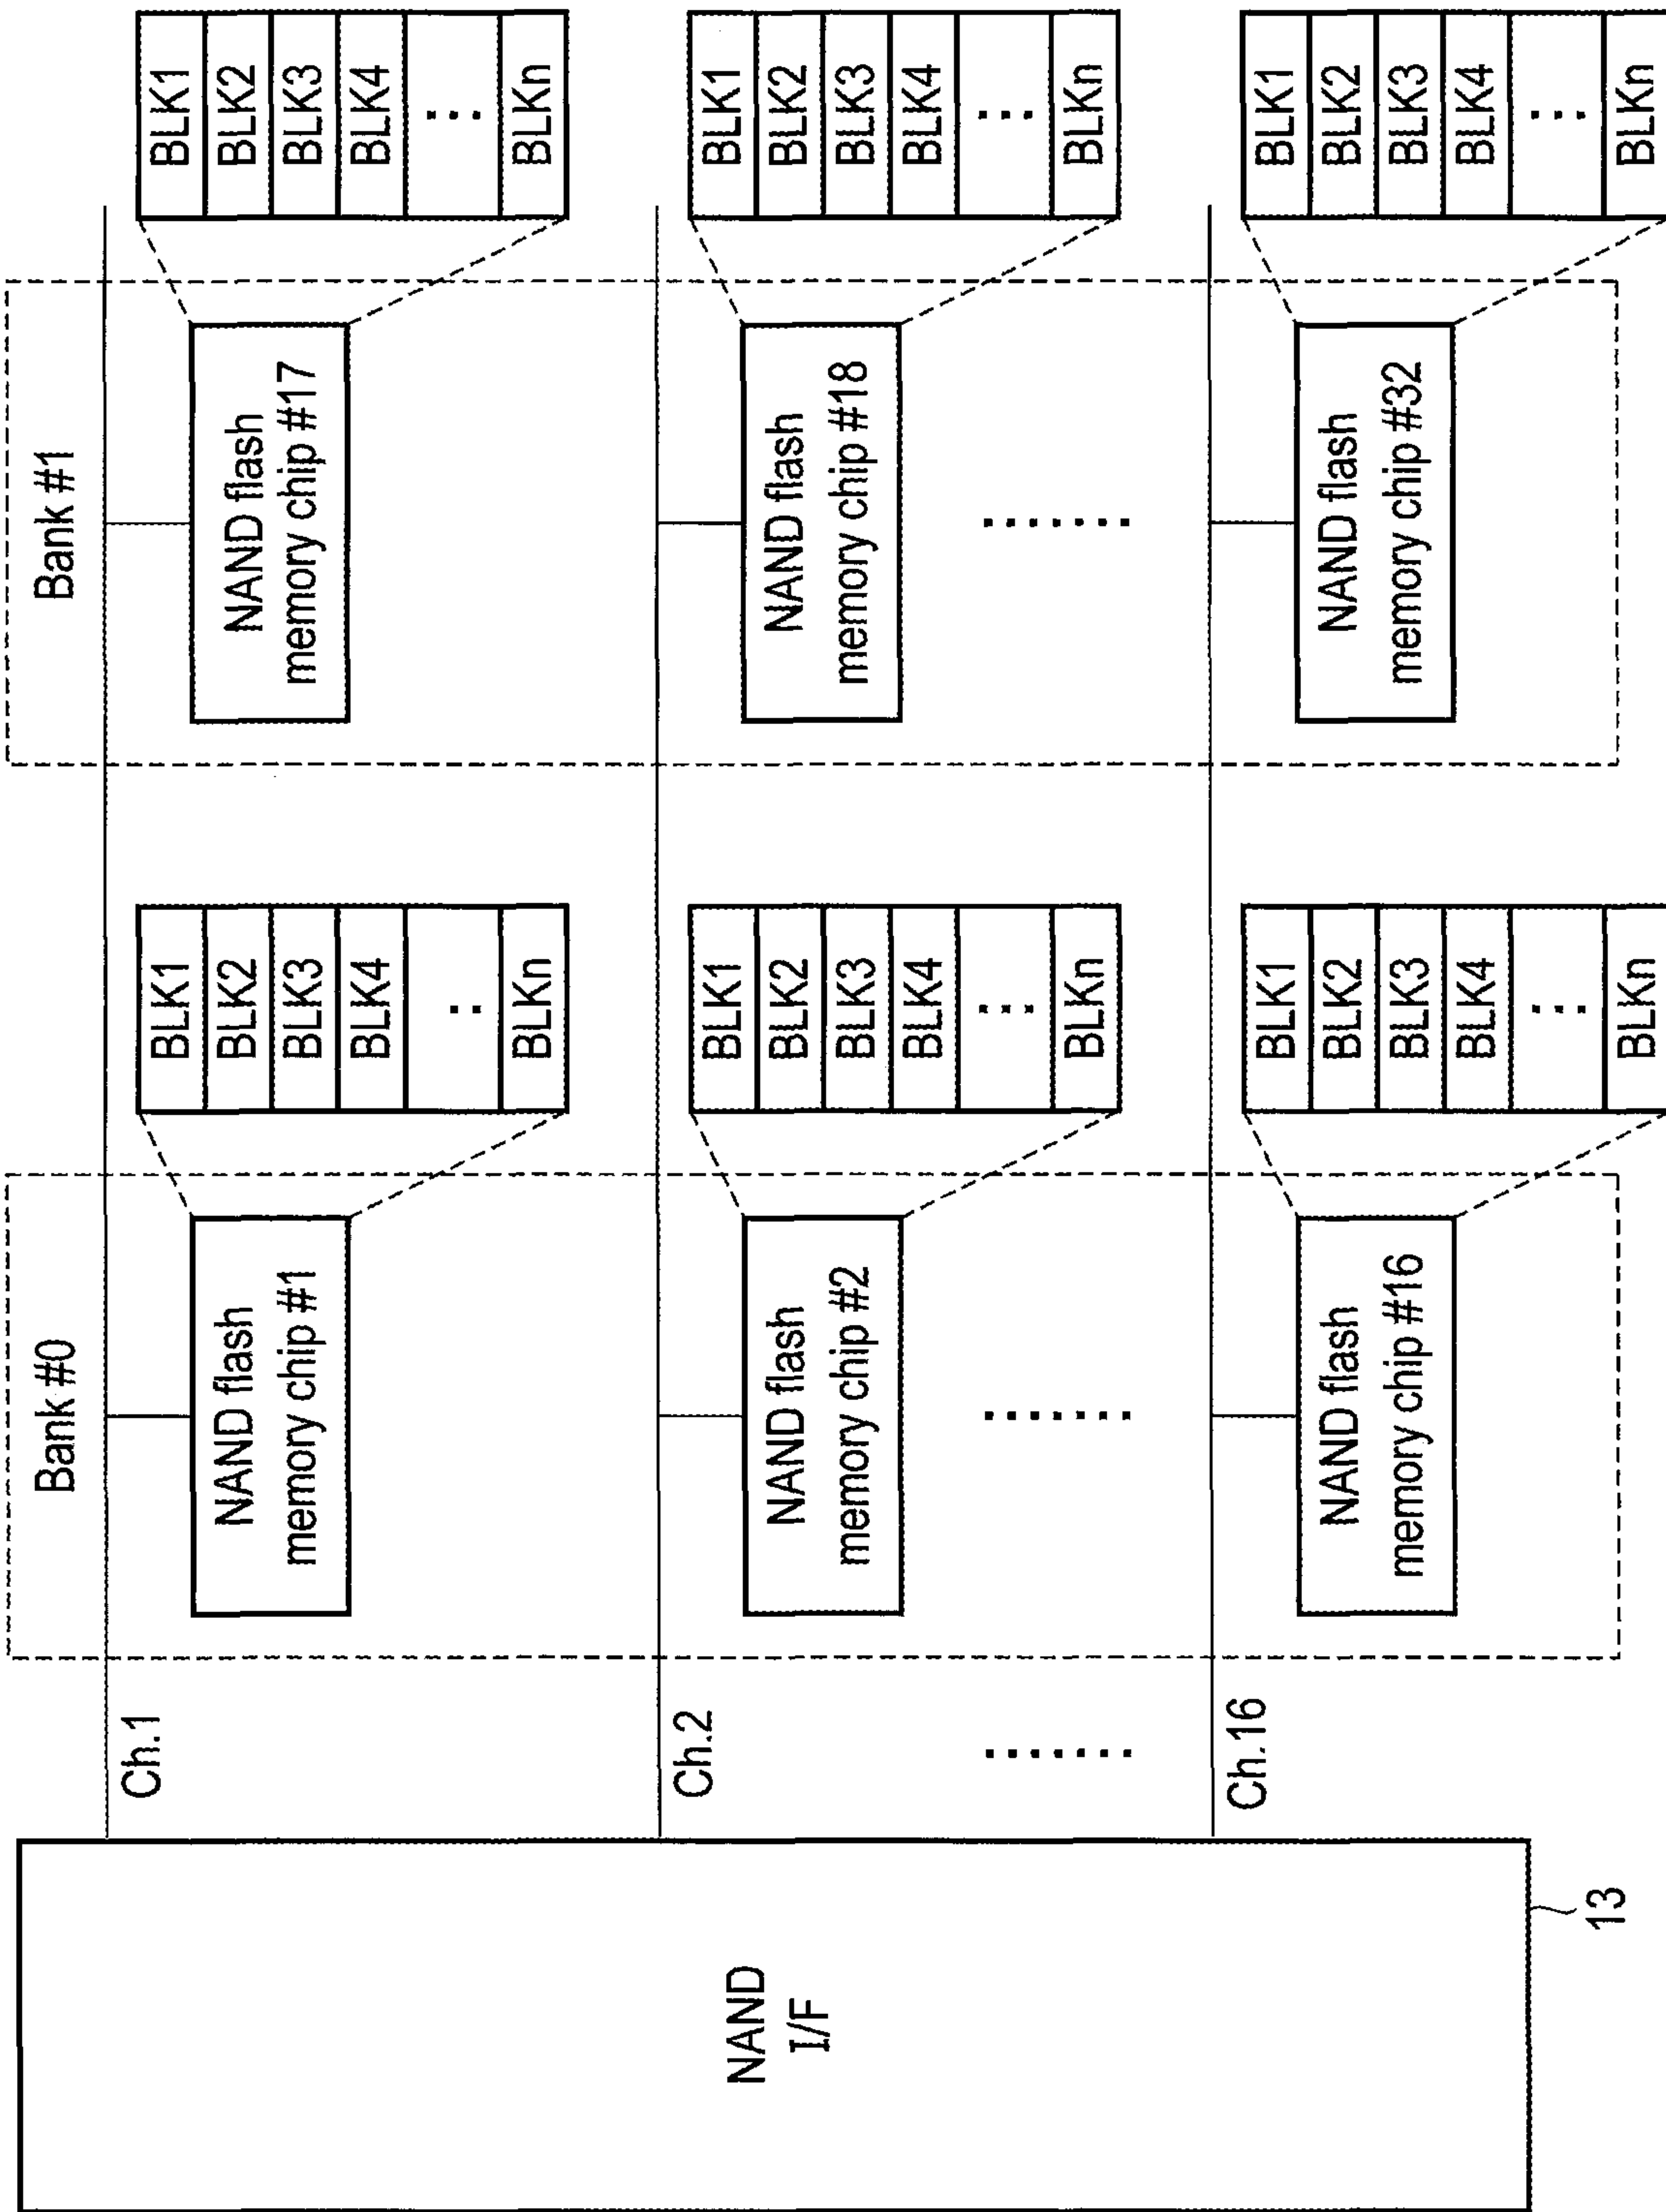 Bank #0
Bank #1
NAND
I/F
13
Ch.1
NAND flash
memory chip #1
BLK1
BLK2
BLK3
BLK4
..
BLKn
NAND flash
memory chip #17
BLK1
BLK2
BLK3
BLK4
...
BLKn
Ch.2
NAND flash
memory chip #2
BLK1
BLK2
BLK3
BLK4
...
BLKn
NAND flash
memory chip #18
BLK1
BLK2
BLK3
BLK4
...
BLKn
.......
.......
.......
Ch.16
NAND flash
memory chip #16
BLK1
BLK2
BLK3
BLK4
...
BLKn
NAND flash
memory chip #32
BLK1
BLK2
BLK3
BLK4
...
BLKn